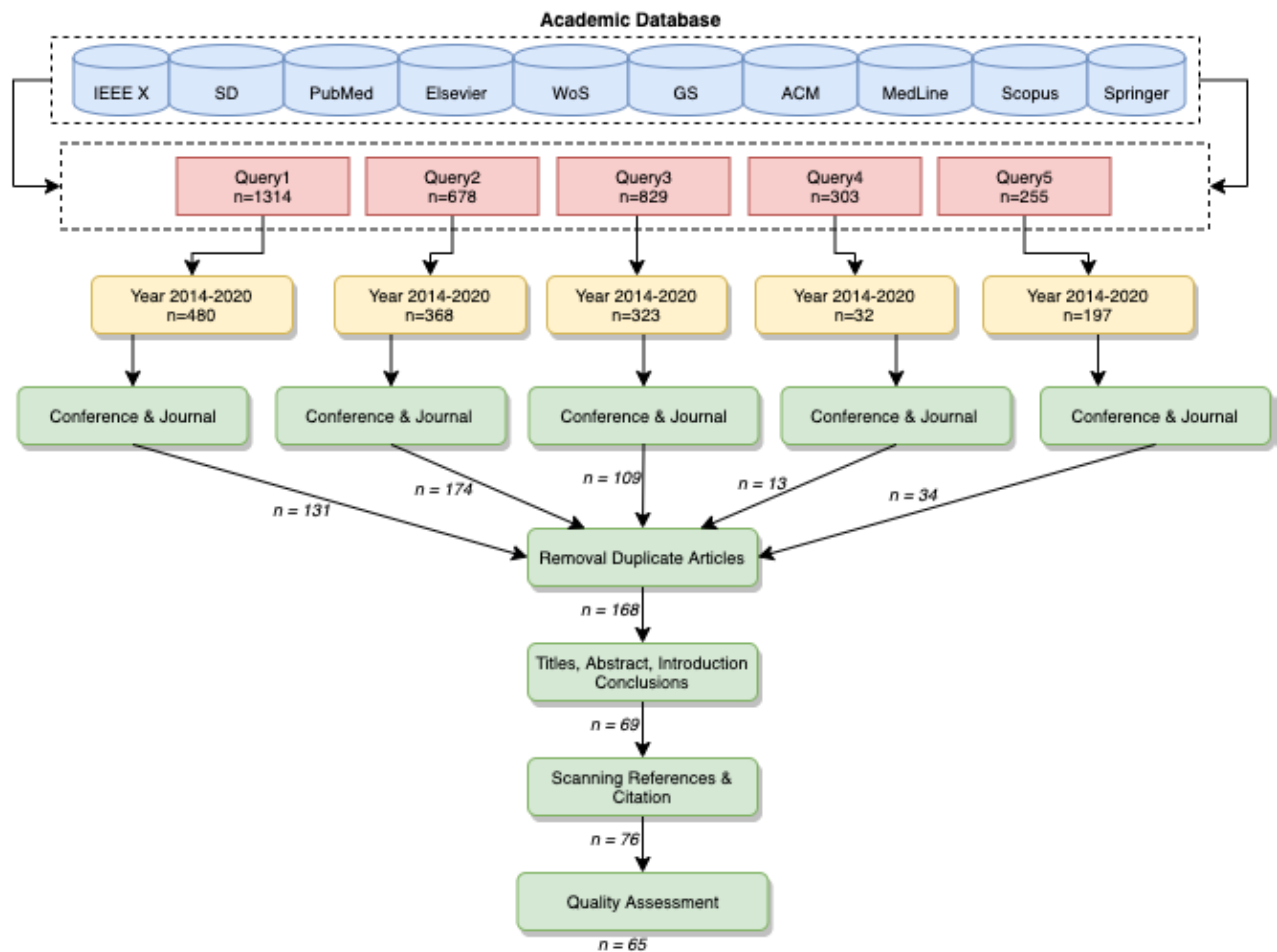 Academic Database
IEEE X
SD
PubMed
Elsevier
WoS
GS
ACM
MedLine
Scopus
Springer
Query1
n=1314
Query2
n=678
Query3
n=829
Query4
n=303
Query5
n=255
Year 2014-2020
n=480
Year 2014-2020
n=368
Year 2014-2020
n=323
Year 2014-2020
n=32
Year 2014-2020
n=197
Conference & Journal
Conference & Journal
Conference & Journal
Conference & Journal
Conference & Journal
n = 131
n = 174
n = 109
n = 13
n = 34
Removal Duplicate Articles
n = 168
Titles, Abstract, Introduction
Conclusions
n = 69
Scanning References &
Citation
n = 76
Quality Assessment
n = 65